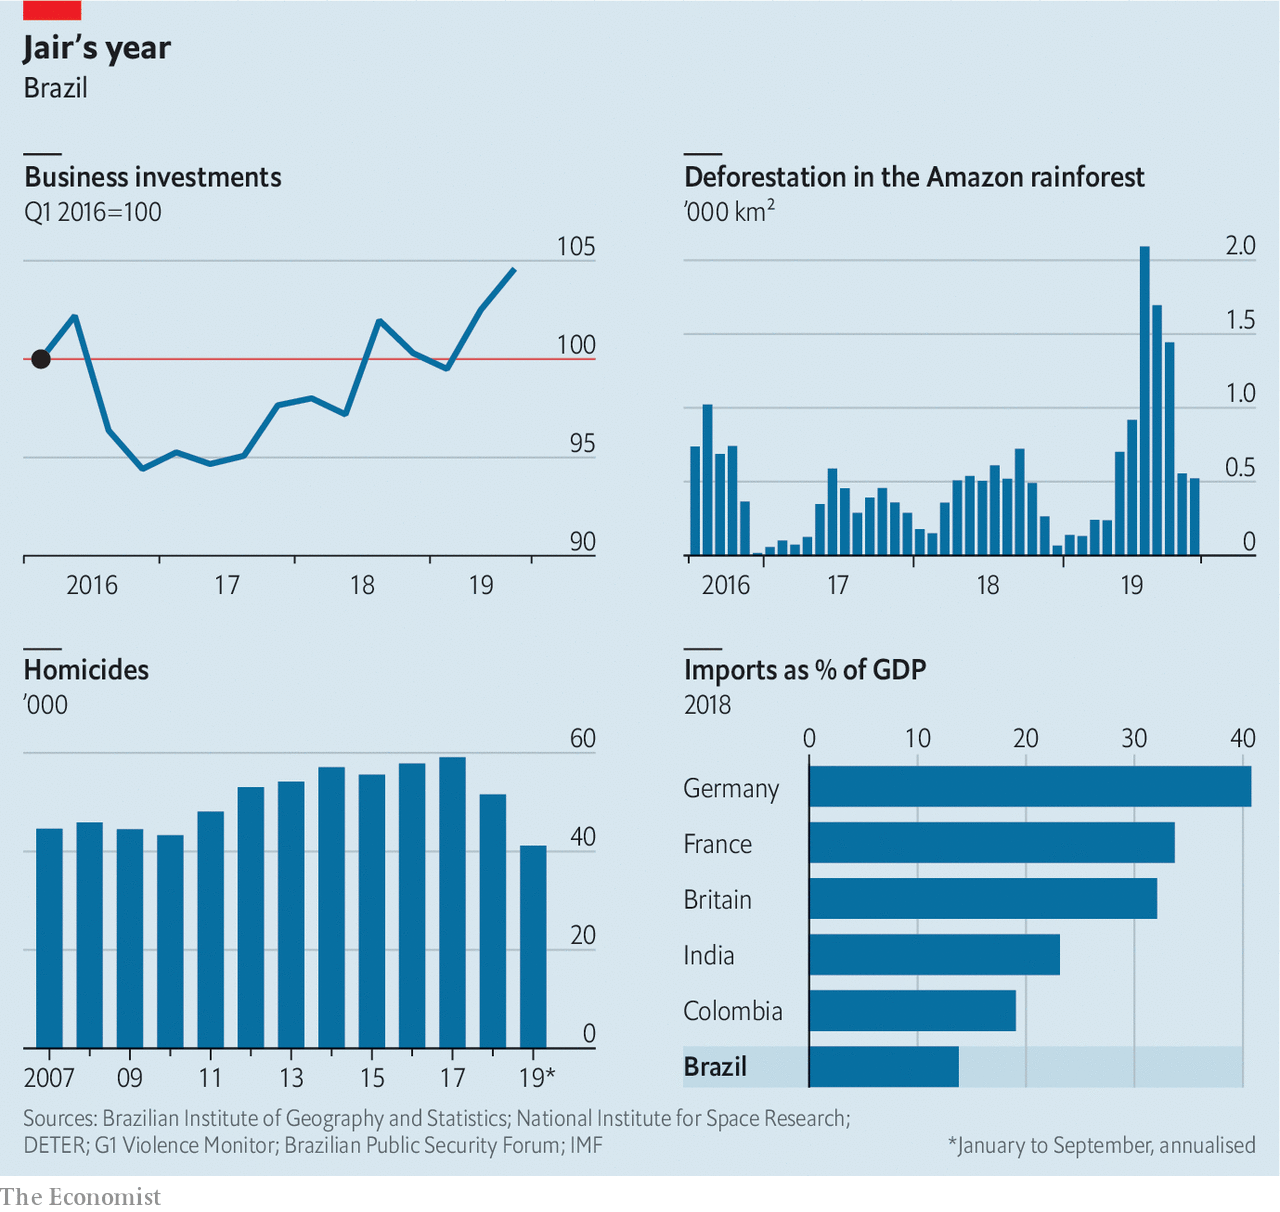 Jair's year
Brazil
Business investments
Q1 2016=100
105
100
95
90
2016 17 18 19
Deforestation in the Amazon rainforest
’000 km²
2.0
1.5
1.0
0.5
0
2016 17 18 19
Homicides
’000
60
40
20
0
2007 09 11 13 15 17 19*
Imports as % of GDP
2018
0 10 20 30 40
Germany
France
Britain
India
Colombia
Brazil
Sources: Brazilian Institute of Geography and Statistics; National Institute for Space Research;
DETER; G1 Violence Monitor; Brazilian Public Security Forum; IMF
*January to September, annualised
The Economist